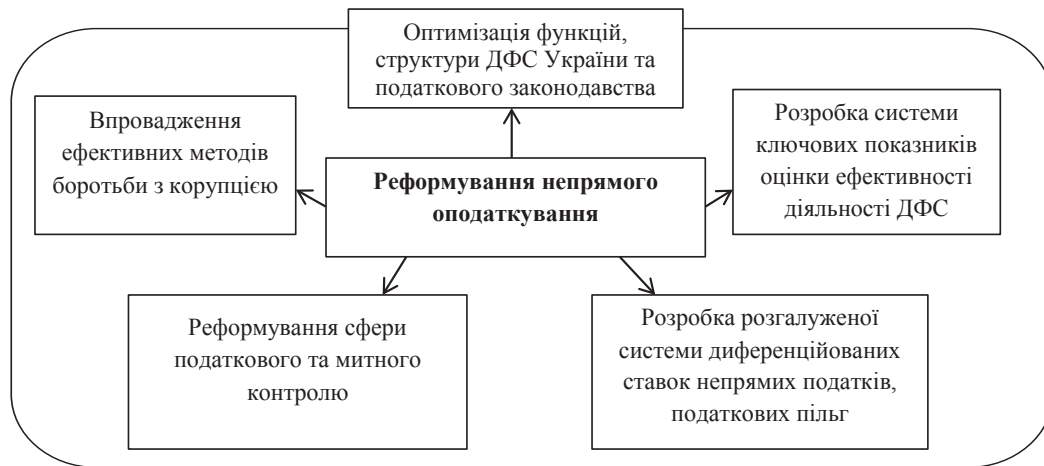 Оптимізація функцій,
структури ДФС України та
податкового законодавства
Впровадження
ефективних методів
боротьби з корупцією
Розробка системи
ключових показників
оцінки ефективності
діяльності ДФС
Реформування непрямого
оподаткування
Реформування сфери
податкового та митного
контролю
Розробка розгалуженої
системи диференційованих
ставок непрямих податків,
податкових пільг